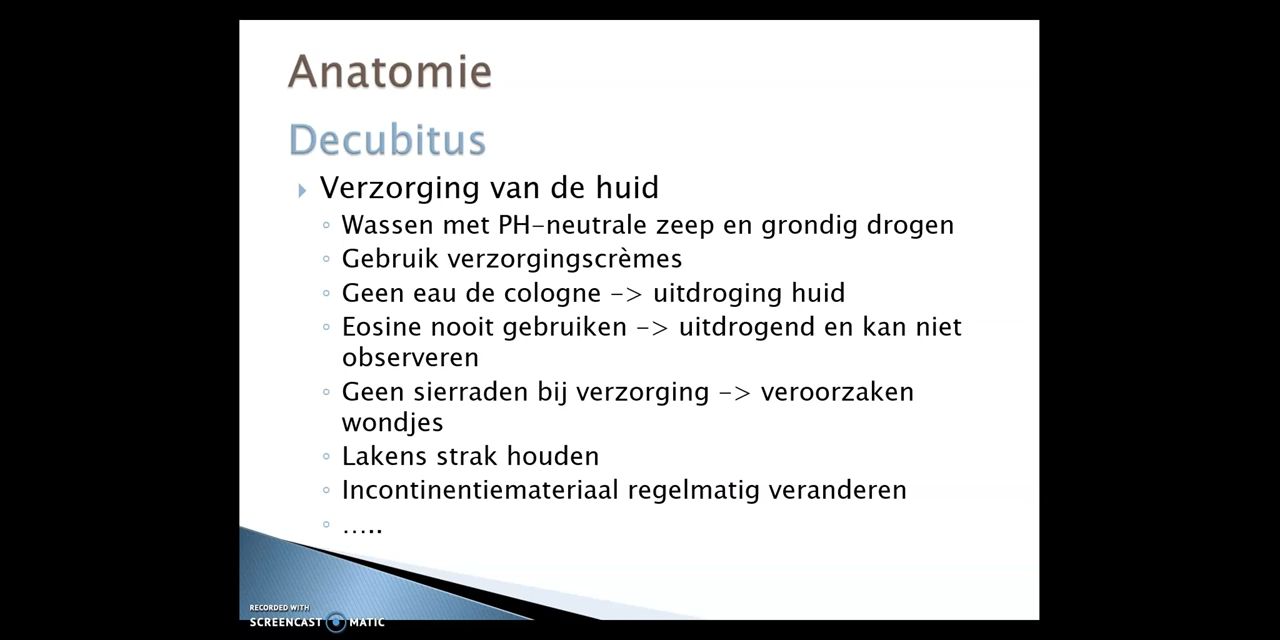 Anatomie
Decubitus
Verzorging van de huid
Wassen met PH-neutrale zeep en grondig drogen
Gebruik verzorgingscrèmes
Geen eau de cologne -> uitdroging huid
Eosine nooit gebruiken -> uitdrogend en kan niet
observeren
Geen sierraden bij verzorging -> veroorzaken
wondjes
Lakens strak houden
Incontinentiemateriaal regelmatig veranderen
.....
RECORDED WITH
SCREENCAST MATIC